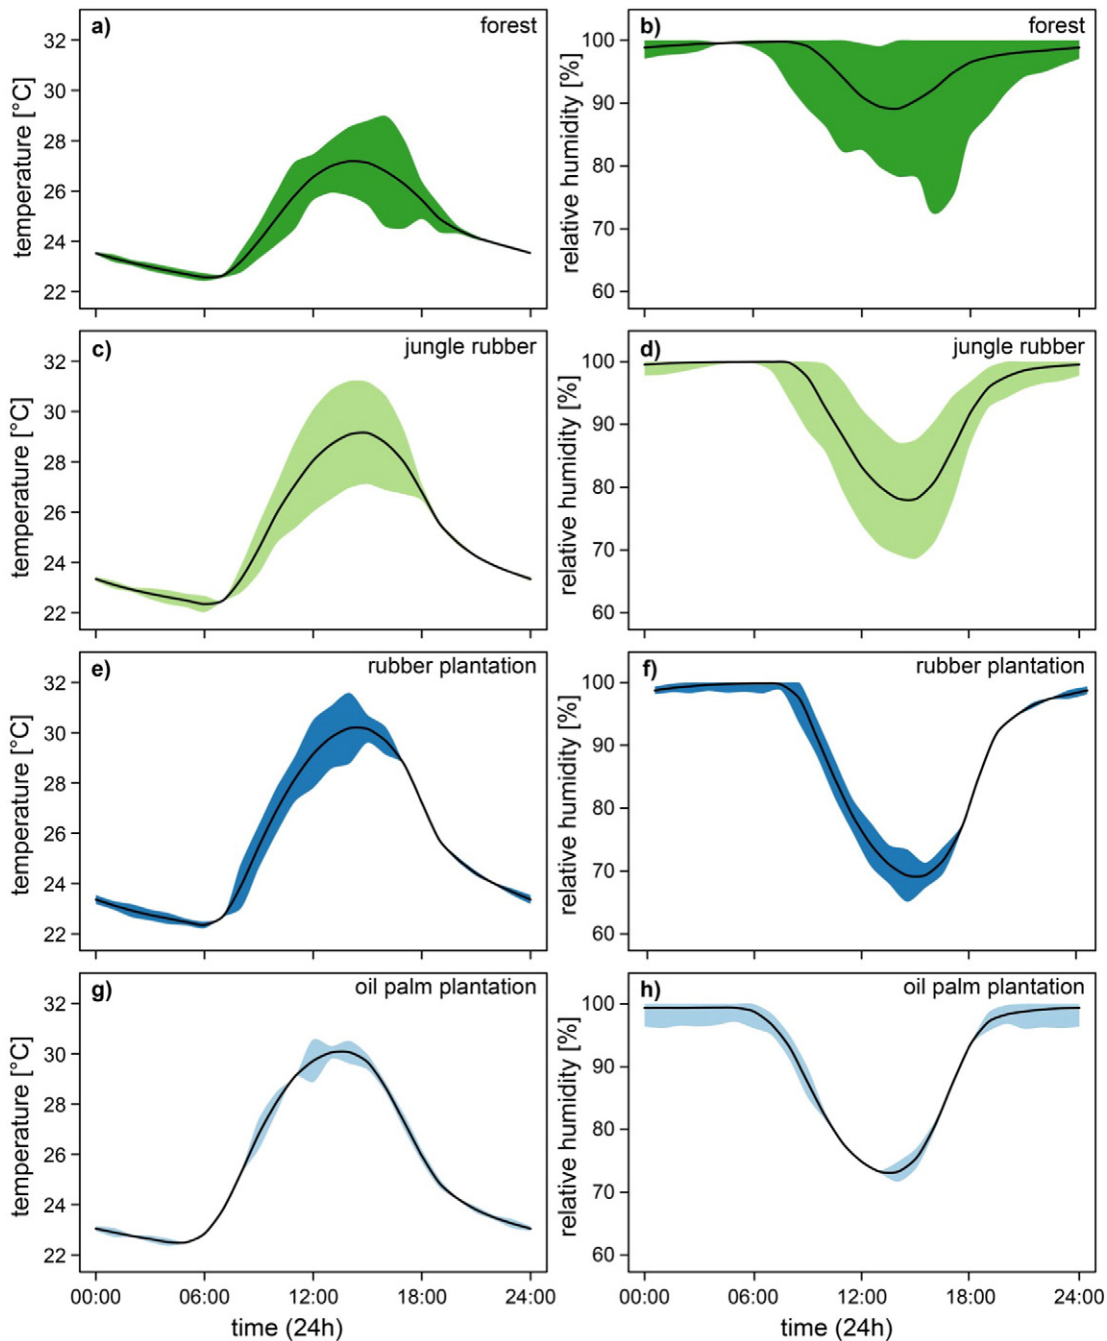 a) forest
temperature [°C]
32
30
28
26
24
22
b) forest
relative humidity [%]
100
90
80
70
60
c) jungle rubber
temperature [°C]
32
30
28
26
24
22
d) jungle rubber
relative humidity [%]
100
90
80
70
60
e) rubber plantation
temperature [°C]
32
30
28
26
24
22
f) rubber plantation
relative humidity [%]
100
90
80
70
60
g) oil palm plantation
temperature [°C]
32
30
28
26
24
22
00:00 06:00 12:00 18:00 24:00
time (24h)
h) oil palm plantation
relative humidity [%]
100
90
80
70
60
00:00 06:00 12:00 18:00 24:00
time (24h)